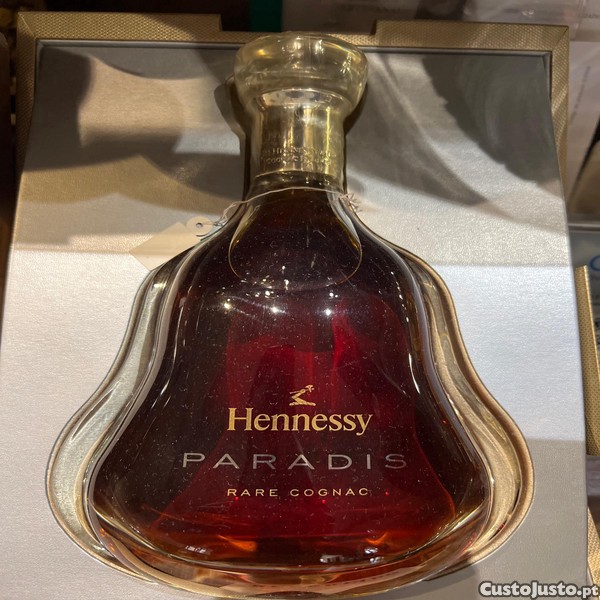 Hennessy
PARADIS
RARE COGNAC
CustoJusto.pt